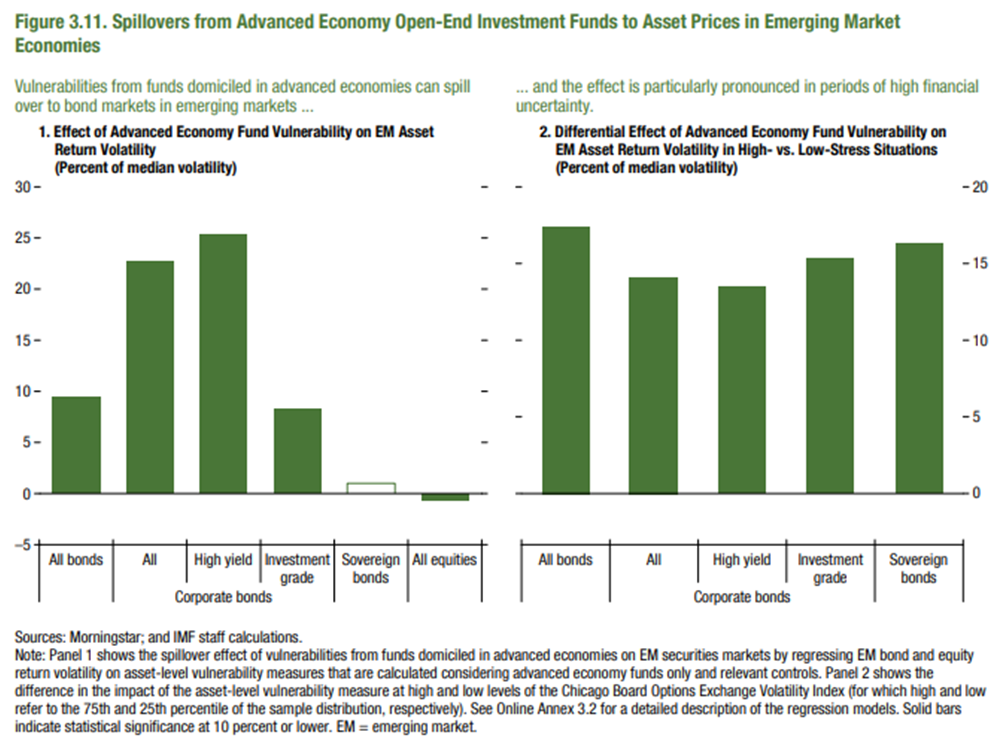 Figure 3.11. Spillovers from Advanced Economy Open-End Investment Funds to Asset Prices in Emerging Market
Economies
Vulnerabilities from funds domiciled in advanced economies can spill
over to bond markets in emerging markets ...
1. Effect of Advanced Economy Fund Vulnerability on EM Asset
Return Volatility
(Percent of median volatility)
30
25
20
15
10
5
0
–5
All bonds
All
High yield
Investment
grade
Sovereign
bonds
All equities
Corporate bonds
... and the effect is particularly pronounced in periods of high financial
uncertainty.
2. Differential Effect of Advanced Economy Fund Vulnerability on
EM Asset Return Volatility in High- vs. Low-Stress Situations
(Percent of median volatility)
20
15
10
5
0
All bonds
All
High yield
Investment
grade
Sovereign
bonds
Corporate bonds
Sources: Morningstar; and IMF staff calculations.
Note: Panel 1 shows the spillover effect of vulnerabilities from funds domiciled in advanced economies on EM securities markets by regressing EM bond and equity
return volatility on asset-level vulnerability measures that are calculated considering advanced economy funds only and relevant controls. Panel 2 shows the
difference in the impact of the asset-level vulnerability measure at high and low levels of the Chicago Board Options Exchange Volatility Index (for which high and low
refer to the 75th and 25th percentile of the sample distribution, respectively). See Online Annex 3.2 for a detailed description of the regression models. Solid bars
indicate statistical significance at 10 percent or lower. EM = emerging market.